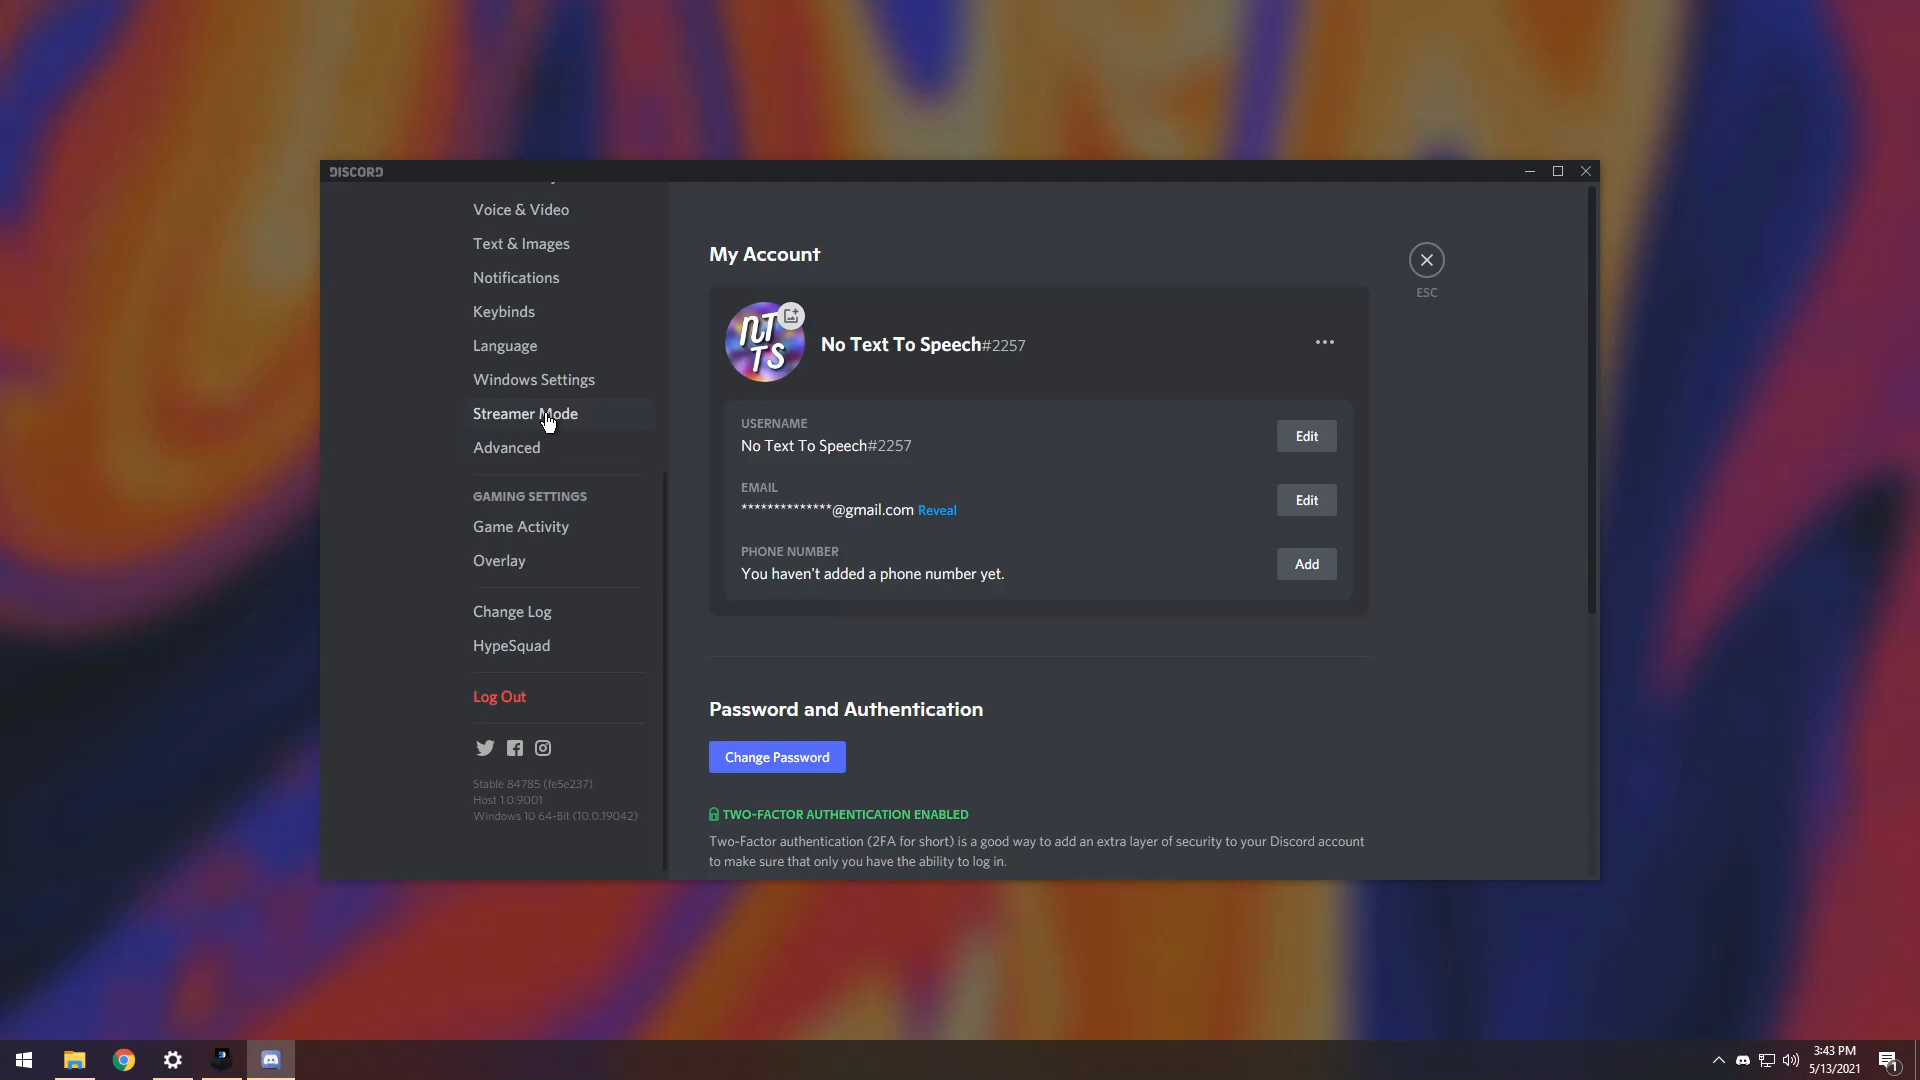 DISCORD
Voice & Video
Text & Images
Notifications
Keybinds
Language
Windows Settings
Streamer Mode
Advanced
GAMING SETTINGS
Game Activity
Overlay
Change Log
HypeSquad
Log Out
Stable 84785 (fe5e237)
Host 1.0.9001
Windows 10 64-Bit (10.0.19042)
My Account
ESC
NTTS
No Text To Speech#2257
USERNAME
No Text To Speech#2257
Edit
EMAIL
**************@gmail.com Reveal
Edit
PHONE NUMBER
You haven't added a phone number yet.
Add
Password and Authentication
Change Password
TWO-FACTOR AUTHENTICATION ENABLED
Two-Factor authentication (2FA for short) is a good way to add an extra layer of security to your Discord account
to make sure that only you have the ability to log in.
3:43 PM
5/13/2021
1